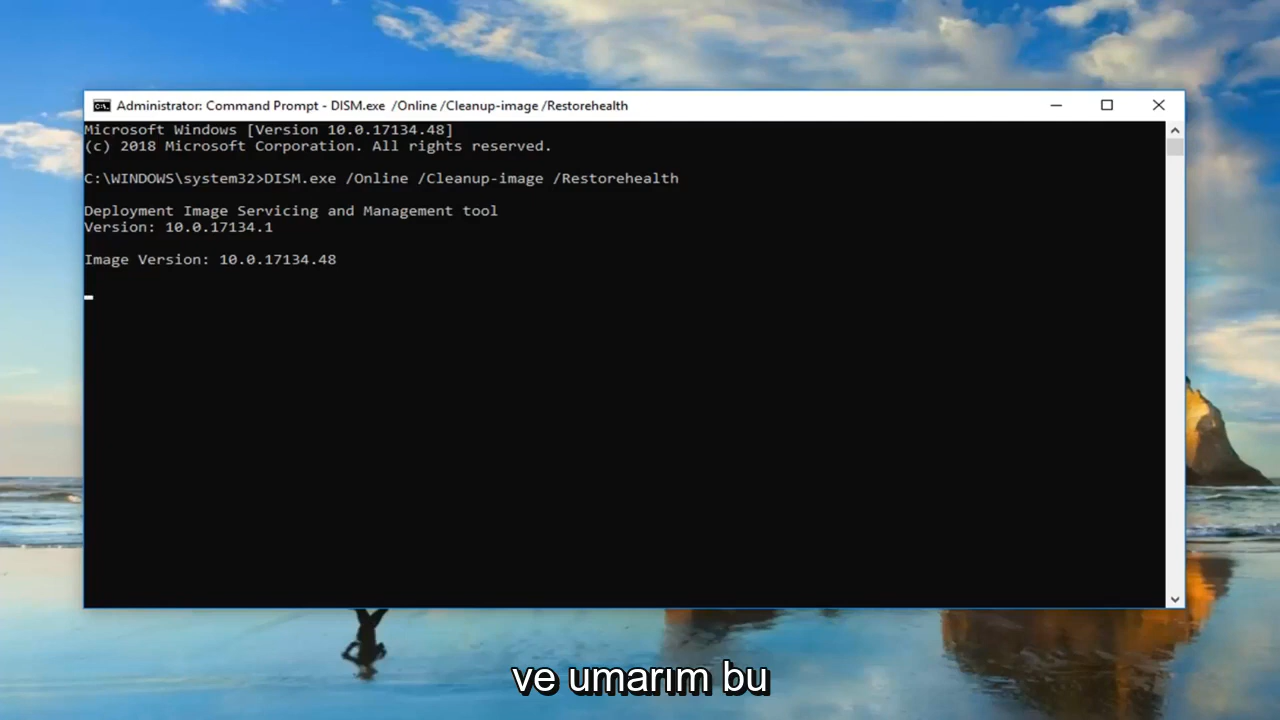 Administrator: Command Prompt - DISM.exe /Online /Cleanup-image /Restorehealth
Microsoft Windows [Version 10.0.17134.48]
(c) 2018 Microsoft Corporation. All rights reserved.
C:\WINDOWS\system32>DISM.exe /Online /Cleanup-image /Restorehealth
Deployment Image Servicing and Management tool
Version: 10.0.17134.1
Image Version: 10.0.17134.48
ve umarım bu